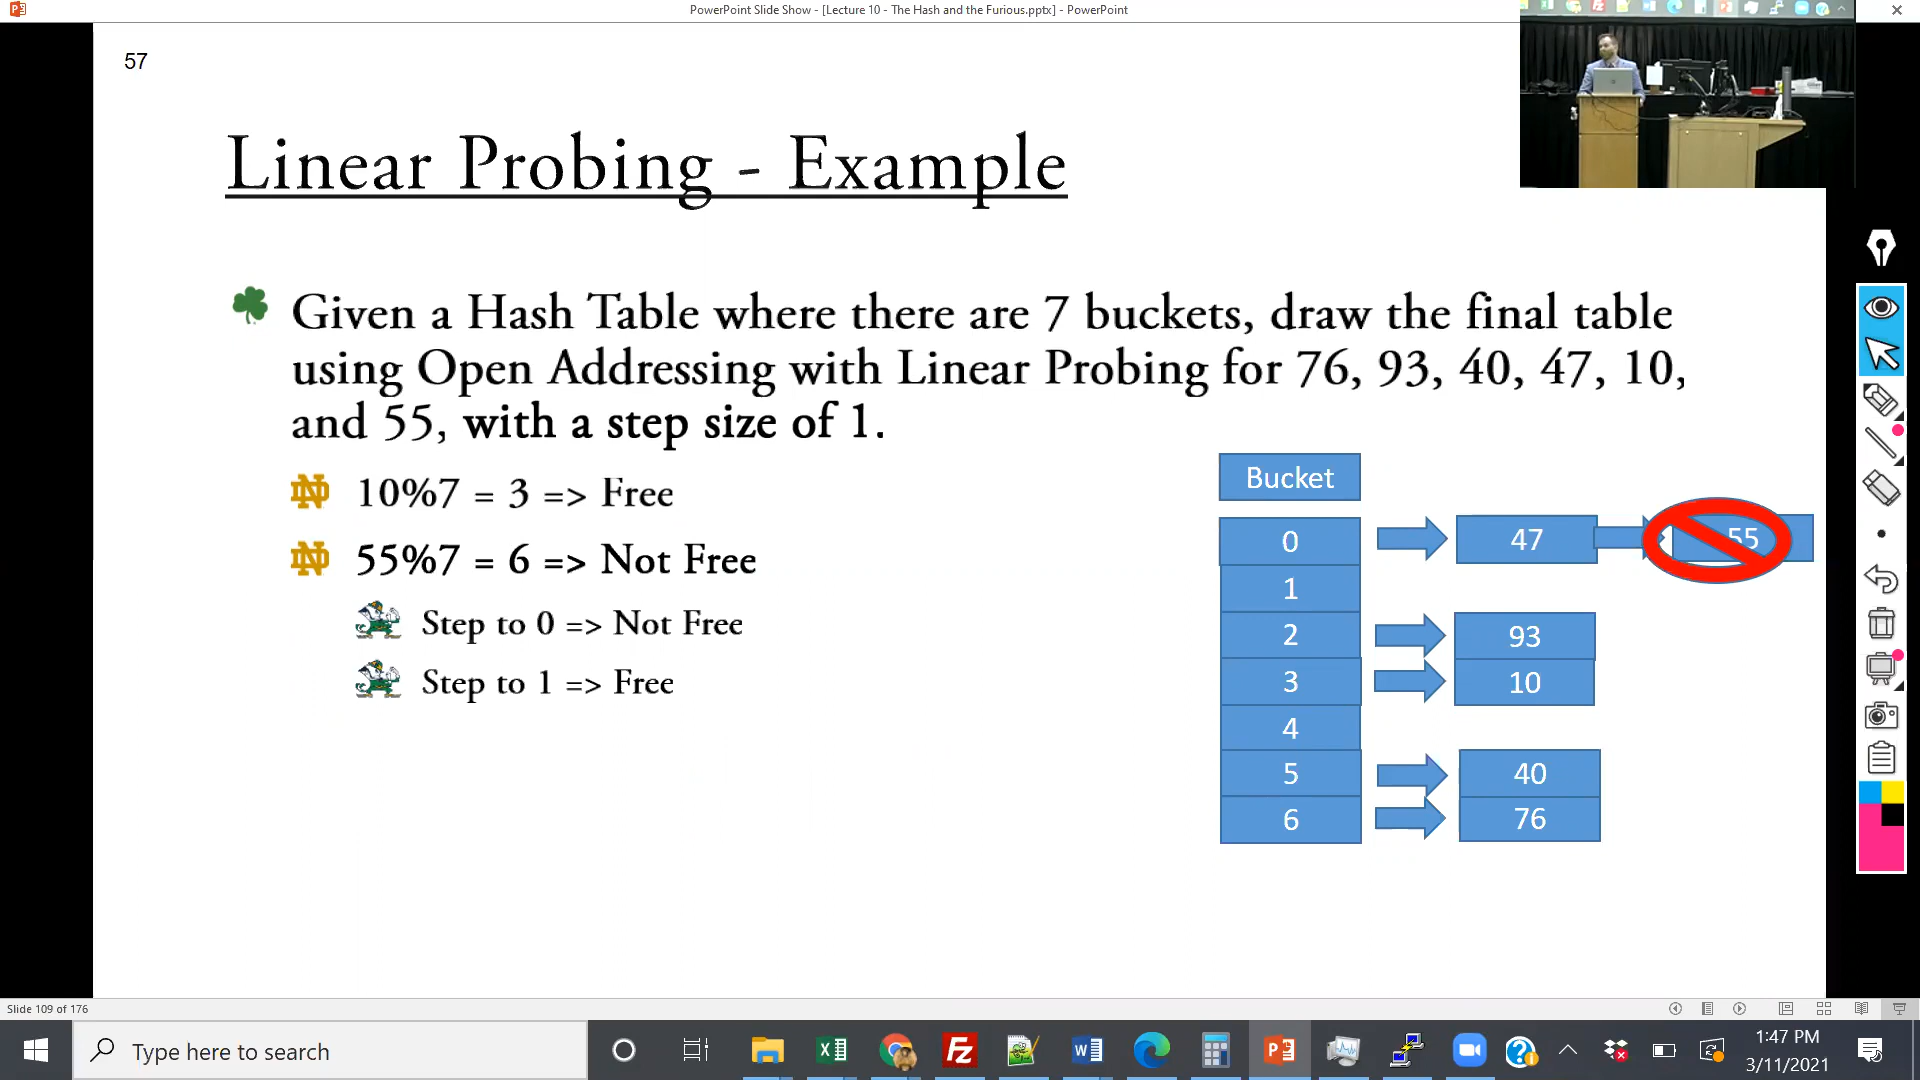 PowerPoint Slide Show - [Lecture 10 - The Hash and the Furious.pptx] - PowerPoint
57
Linear Probing - Example
Given a Hash Table where there are 7 buckets, draw the final table
using Open Addressing with Linear Probing for 76, 93, 40, 47, 10,
and 55, with a step size of 1.
10%7 = 3 => Free
55%7 = 6 => Not Free
Step to 0 => Not Free
Step to 1 => Free
Bucket
0 47 55
1
2 93
3 10
4
5 40
6 76
Slide 109 of 176
Type here to search
1:47 PM
3/11/2021